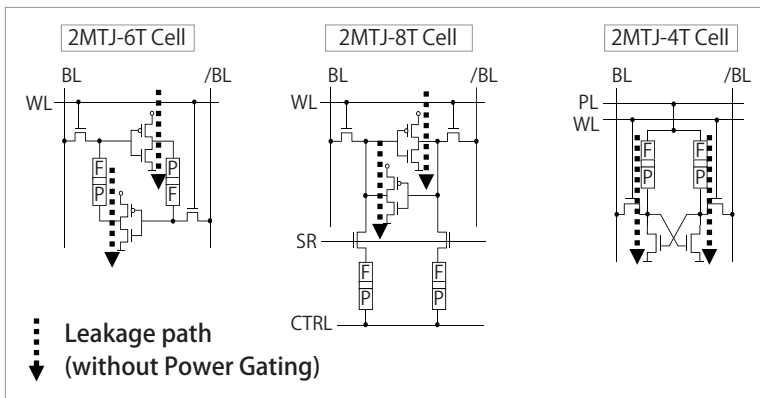 2MTJ-6T Cell
2MTJ-8T Cell
2MTJ-4T Cell
BL
/BL
BL
/BL
BL
/BL
WL
WL
PL
WL
F
P
P
F
F
P
F
P
SR
F
P
F
P
CTRL
Leakage path
(without Power Gating)